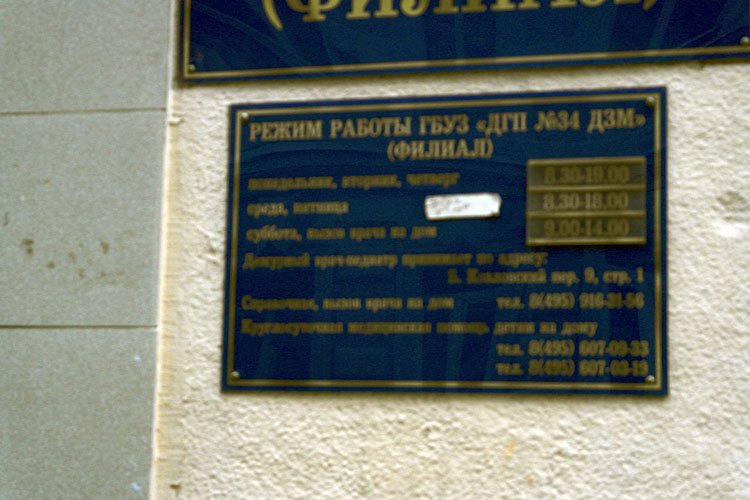 (ФИЛИАЛ)
РЕЖИМ РАБОТЫ ГБУЗ «ДГП №34 ДЗМ»
(ФИЛИАЛ)
понедельник, вторник, четверг 8.30-19.00
среда, пятница 8.30-18.00
суббота, вызов врача на дом 9.00-14.00
Дежурный врач-педиатр принимает по адресу:
Б. Козловский пер. 9, стр. 1
Справочная, вызов врача на дом тел. 8(495) 916-31-56
Круглосуточная медицинская помощь детям на дому
тел. 8(495) 607-09-33
тел. 8(495) 607-03-19